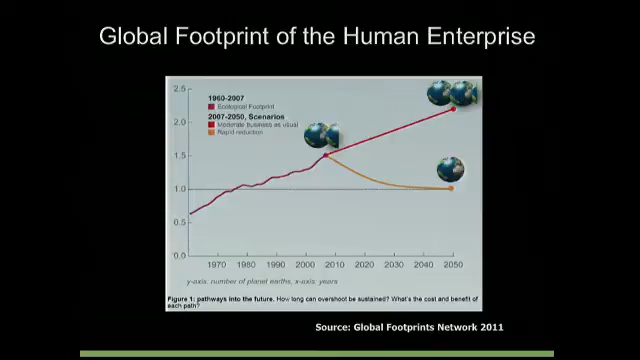 Global Footprint of the Human Enterprise
2.5
1960-2007
Ecological Footprint
2007-2050, Scenarios
Moderate business as usual
Rapid reduction
2.0
1.5
1.0
0.5
0.0
1970 1980 1990 2000 2010 2020 2030 2040 2050
y-axis: number of planet earths, x-axis: years
Figure 1: pathways into the future. How long can overshoot be sustained? What's the cost and benefit of
each path?
Source: Global Footprints Network 2011